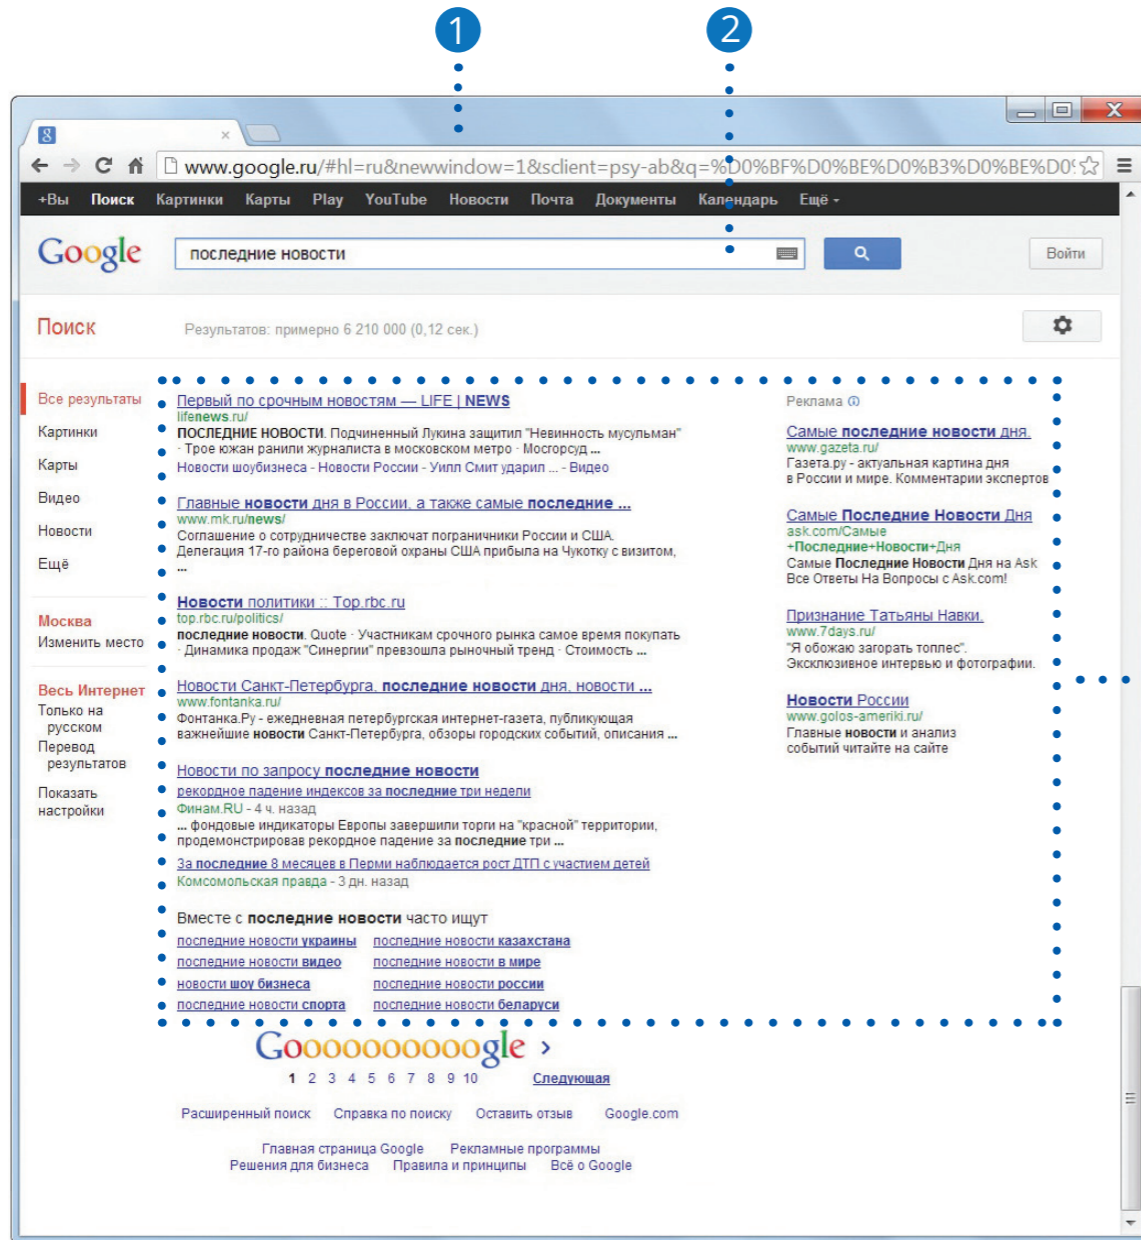 1
2
www.google.ru/#hl=ru&newwindow=1&sclient=psy-ab&q=%D0%BF%D0%BE%D0%B3%D0%BE%D0%
+Вы Поиск Картинки Карты Play YouTube Новости Почта Документы Календарь Ещё
Google
последние новости
Войти
Поиск
Результатов: примерно 6 210 000 (0,12 сек.)
Все результаты
Картинки
Карты
Видео
Новости
Ещё
Москва
Изменить место
Весь Интернет
Только на
русском
Перевод
результатов
Показать
настройки
Первый по срочным новостям — LIFE | NEWS
lifenews.ru/
ПОСЛЕДНИЕ НОВОСТИ. Подчиненный Лукина защитил "Невинность мусульман"
· Трое южан ранили журналиста в московском метро · Мосгорсуд ...
Новости шоубизнеса - Новости России - Уилл Смит ударил ... - Видео
Главные новости дня в России, а также самые последние ...
www.mk.ru/news/
Соглашение о сотрудничестве заключат пограничники России и США.
Делегация 17-го района береговой охраны США прибыла на Чукотку с визитом,
...
Новости политики :: Top.rbc.ru
top.rbc.ru/politics/
последние новости. Quote · Участникам срочного рынка самое время покупать
· Динамика продаж "Синергии" превзошла рыночный тренд · Стоимость ...
Новости Санкт-Петербурга, последние новости дня, новости ...
www.fontanka.ru/
Фонтанка.Ру - ежедневная петербургская интернет-газета, публикующая
важнейшие новости Санкт-Петербурга, обзоры городских событий, описания ...
Новости по запросу последние новости
рекордное падение индексов за последние три недели
Финам.RU - 4 ч. назад
... фондовые индикаторы Европы завершили торги на "красной" территории,
продемонстрировав рекордное падение за последние три ...
За последние 8 месяцев в Перми наблюдается рост ДТП с участием детей
Комсомольская правда - 3 дн. назад
Вместе с последние новости часто ищут
последние новости украины последние новости казахстана
последние новости видео последние новости в мире
новости шоу бизнеса последние новости россии
последние новости спорта последние новости беларуси
Реклама
Самые последние новости дня.
www.gazeta.ru/
Газета.ру - актуальная картина дня
в России и мире. Комментарии экспертов
Самые Последние Новости Дня
ask.com/Самые
+Последние+Новости+Дня
Самые Последние Новости Дня на Ask
Все Ответы На Вопросы с Ask.com!
Признание Татьяны Навки.
www.7days.ru/
"Я обожаю загорать топлес".
Эксклюзивное интервью и фотографии.
Новости России
www.golos-ameriki.ru/
Главные новости и анализ
событий читайте на сайте
Goooooooooogle >
1 2 3 4 5 6 7 8 9 10 Следующая
Расширенный поиск Справка по поиску Оставить отзыв Google.com
Главная страница Google Рекламные программы
Решения для бизнеса Правила и принципы Всё о Google